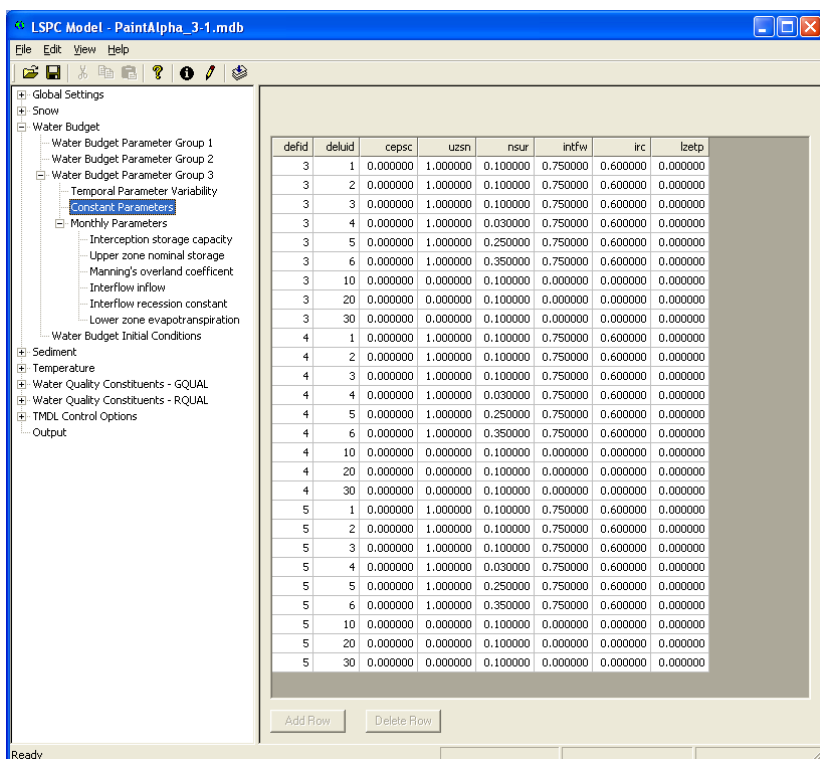 LSPC Model - PaintAlpha_3-1.mdb
File Edit View Help
Global Settings
Snow
Water Budget
Water Budget Parameter Group 1
Water Budget Parameter Group 2
Water Budget Parameter Group 3
Temporal Parameter Variability
Constant Parameters
Monthly Parameters
Interception storage capacity
Upper zone nominal storage
Manning's overland coefficent
Interflow inflow
Interflow recession constant
Lower zone evapotranspiration
Water Budget Initial Conditions
Sediment
Temperature
Water Quality Constituents - GQUAL
Water Quality Constituents - RQUAL
TMDL Control Options
Output
defid deluid cepsc uzsn nsur intfw irc lzetp
3 1 0.000000 1.000000 0.100000 0.750000 0.600000 0.000000
3 2 0.000000 1.000000 0.100000 0.750000 0.600000 0.000000
3 3 0.000000 1.000000 0.100000 0.750000 0.600000 0.000000
3 4 0.000000 1.000000 0.030000 0.750000 0.600000 0.000000
3 5 0.000000 1.000000 0.250000 0.750000 0.600000 0.000000
3 6 0.000000 1.000000 0.350000 0.750000 0.600000 0.000000
3 10 0.000000 0.000000 0.100000 0.000000 0.000000 0.000000
3 20 0.000000 0.000000 0.100000 0.000000 0.000000 0.000000
3 30 0.000000 0.000000 0.100000 0.000000 0.000000 0.000000
4 1 0.000000 1.000000 0.100000 0.750000 0.600000 0.000000
4 2 0.000000 1.000000 0.100000 0.750000 0.600000 0.000000
4 3 0.000000 1.000000 0.100000 0.750000 0.600000 0.000000
4 4 0.000000 1.000000 0.030000 0.750000 0.600000 0.000000
4 5 0.000000 1.000000 0.250000 0.750000 0.600000 0.000000
4 6 0.000000 1.000000 0.350000 0.750000 0.600000 0.000000
4 10 0.000000 0.000000 0.100000 0.000000 0.000000 0.000000
4 20 0.000000 0.000000 0.100000 0.000000 0.000000 0.000000
4 30 0.000000 0.000000 0.100000 0.000000 0.000000 0.000000
5 1 0.000000 1.000000 0.100000 0.750000 0.600000 0.000000
5 2 0.000000 1.000000 0.100000 0.750000 0.600000 0.000000
5 3 0.000000 1.000000 0.100000 0.750000 0.600000 0.000000
5 4 0.000000 1.000000 0.030000 0.750000 0.600000 0.000000
5 5 0.000000 1.000000 0.250000 0.750000 0.600000 0.000000
5 6 0.000000 1.000000 0.350000 0.750000 0.600000 0.000000
5 10 0.000000 0.000000 0.100000 0.000000 0.000000 0.000000
5 20 0.000000 0.000000 0.100000 0.000000 0.000000 0.000000
5 30 0.000000 0.000000 0.100000 0.000000 0.000000 0.000000
Add Row Delete Row
Ready